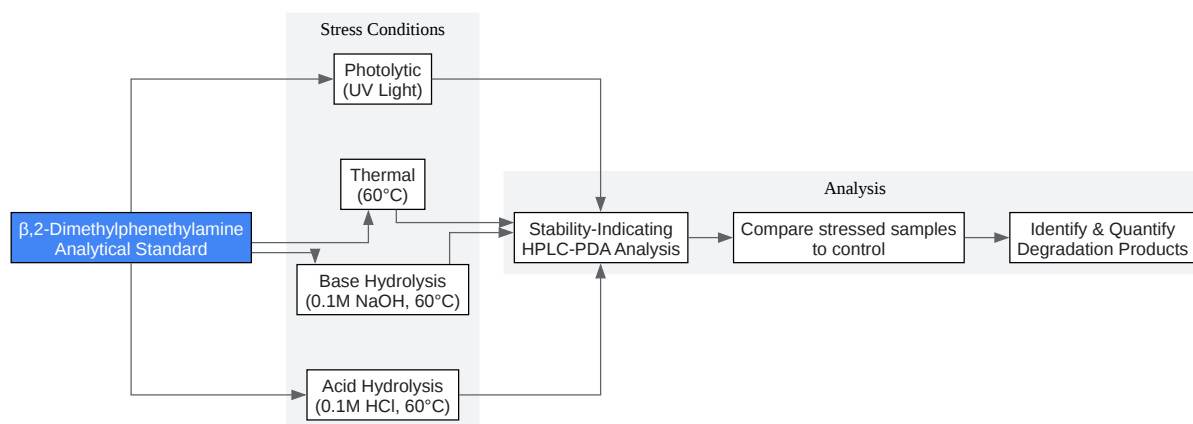 Stress Conditions
Photolytic
(UV Light)
Thermal
(60°C)
Analysis
β,2-Dimethylphenethylamine
Analytical Standard
Stability-Indicating
HPLC-PDA Analysis
Compare stressed samples
to control
Identify & Quantify
Degradation Products
Base Hydrolysis
(0.1M NaOH, 60°C)
Acid Hydrolysis
(0.1M HCl, 60°C)